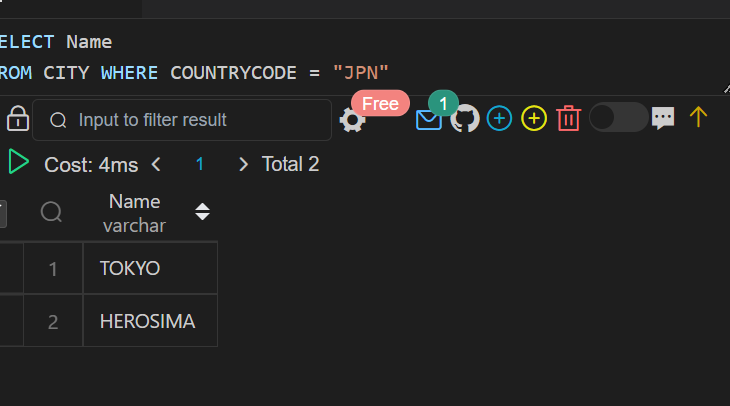 ELECT Name
ROM CITY WHERE COUNTRYCODE = "JPN"
Free
1
Input to filter result
Cost: 4ms 1 Total 2
Name
varchar
1 TOKYO
2 HEROSIMA